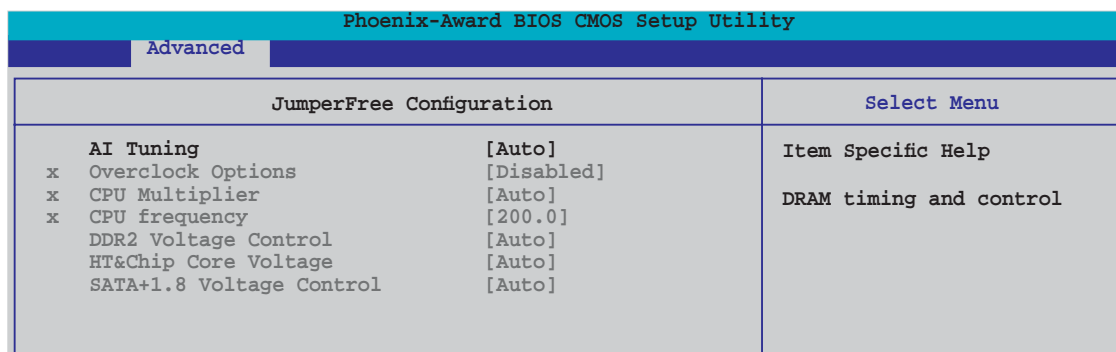 Phoenix-Award BIOS CMOS Setup Utility
Advanced
JumperFree Configuration
Select Menu
AI Tuning [Auto]
x Overclock Options [Disabled]
x CPU Multiplier [Auto]
x CPU frequency [200.0]
DDR2 Voltage Control [Auto]
HT&Chip Core Voltage [Auto]
SATA+1.8 Voltage Control [Auto]
Item Specific Help
DRAM timing and control